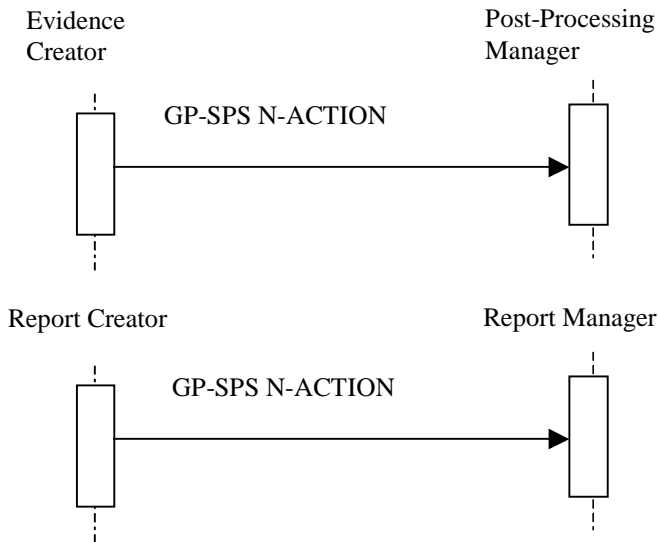 Evidence
Creator
Post-Processing
Manager
GP-SPS N-ACTION
Report Creator
Report Manager
GP-SPS N-ACTION